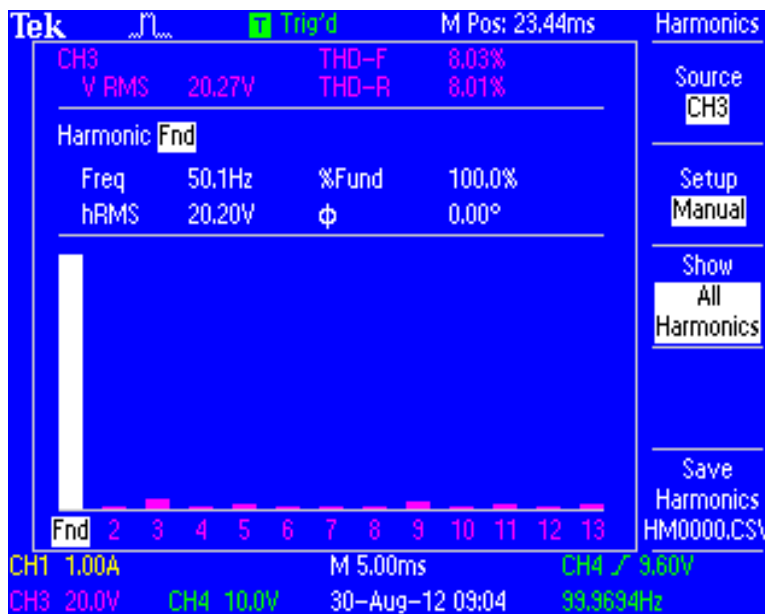 Tek Trig'd M Pos: 23.44ms Harmonics
CH3 THD-F 8.03%
V RMS 20.27V THD-R 8.01%
Source
CH3
Harmonic Fnd
Freq 50.1Hz %Fund 100.0%
hRMS 20.20V ϕ 0.00°
Setup
Manual
Show
All
Harmonics
Save
Harmonics
HM0000.CSV
Fnd 2 3 4 5 6 7 8 9 10 11 12 13
CH1 1.00A M 5.00ms CH4 / 9.60V
CH3 20.0V CH4 10.0V 30-Aug-12 09:04 99.9694Hz